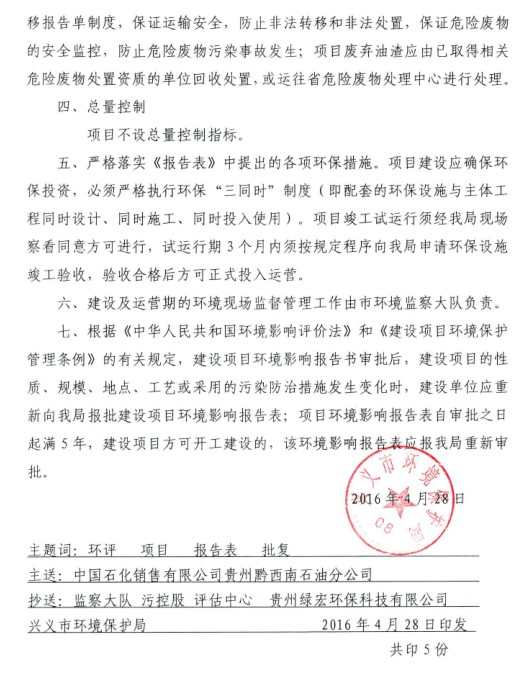 移报告单制度，保证运输安全，防止非法转移和非法处置，保证危险废物
的安全监控，防止危险废物污染事故发生；项目废弃油渣应由已取得相关
危险废物处置资质的单位回收处置，或运往省危险废物处理中心进行处理。
四、总量控制
项目不设总量控制指标。
五、严格落实《报告表》中提出的各项环保措施。项目建设应确保环
保投资，必须严格执行环保“三同时”制度（即配套的环保设施与主体工
程同时设计、同时施工、同时投入使用）。项目竣工试运行须经我局现场
察看同意方可进行，试运行期3个月内须按规定程序向我局申请环保设施
竣工验收，验收合格后方可正式投入运营。
六、建设及运营期的环境现场监督管理工作由市环境监察大队负责。
七、根据《中华人民共和国环境影响评价法》和《建设项目环境保护
管理条例》的有关规定，建设项目环境影响报告书审批后，建设项目的性
质、规模、地点、工艺或采用的污染防治措施发生变化时，建设单位应重
新向我局报批建设项目环境影响报告表；项目环境影响报告表自审批之日
起满5年，建设项目方可开工建设的，该环境影响报告表应报我局重新审
批。
兴义市环境保护局
80
2016年4月28日
主题词：环评 项目 报告表 批复
主送：中国石化销售有限公司贵州黔西南石油分公司
抄送：监察大队 污控股 评估中心 贵州绿宏环保科技有限公司
兴义市环境保护局 2016年4月28日印发
共印5份